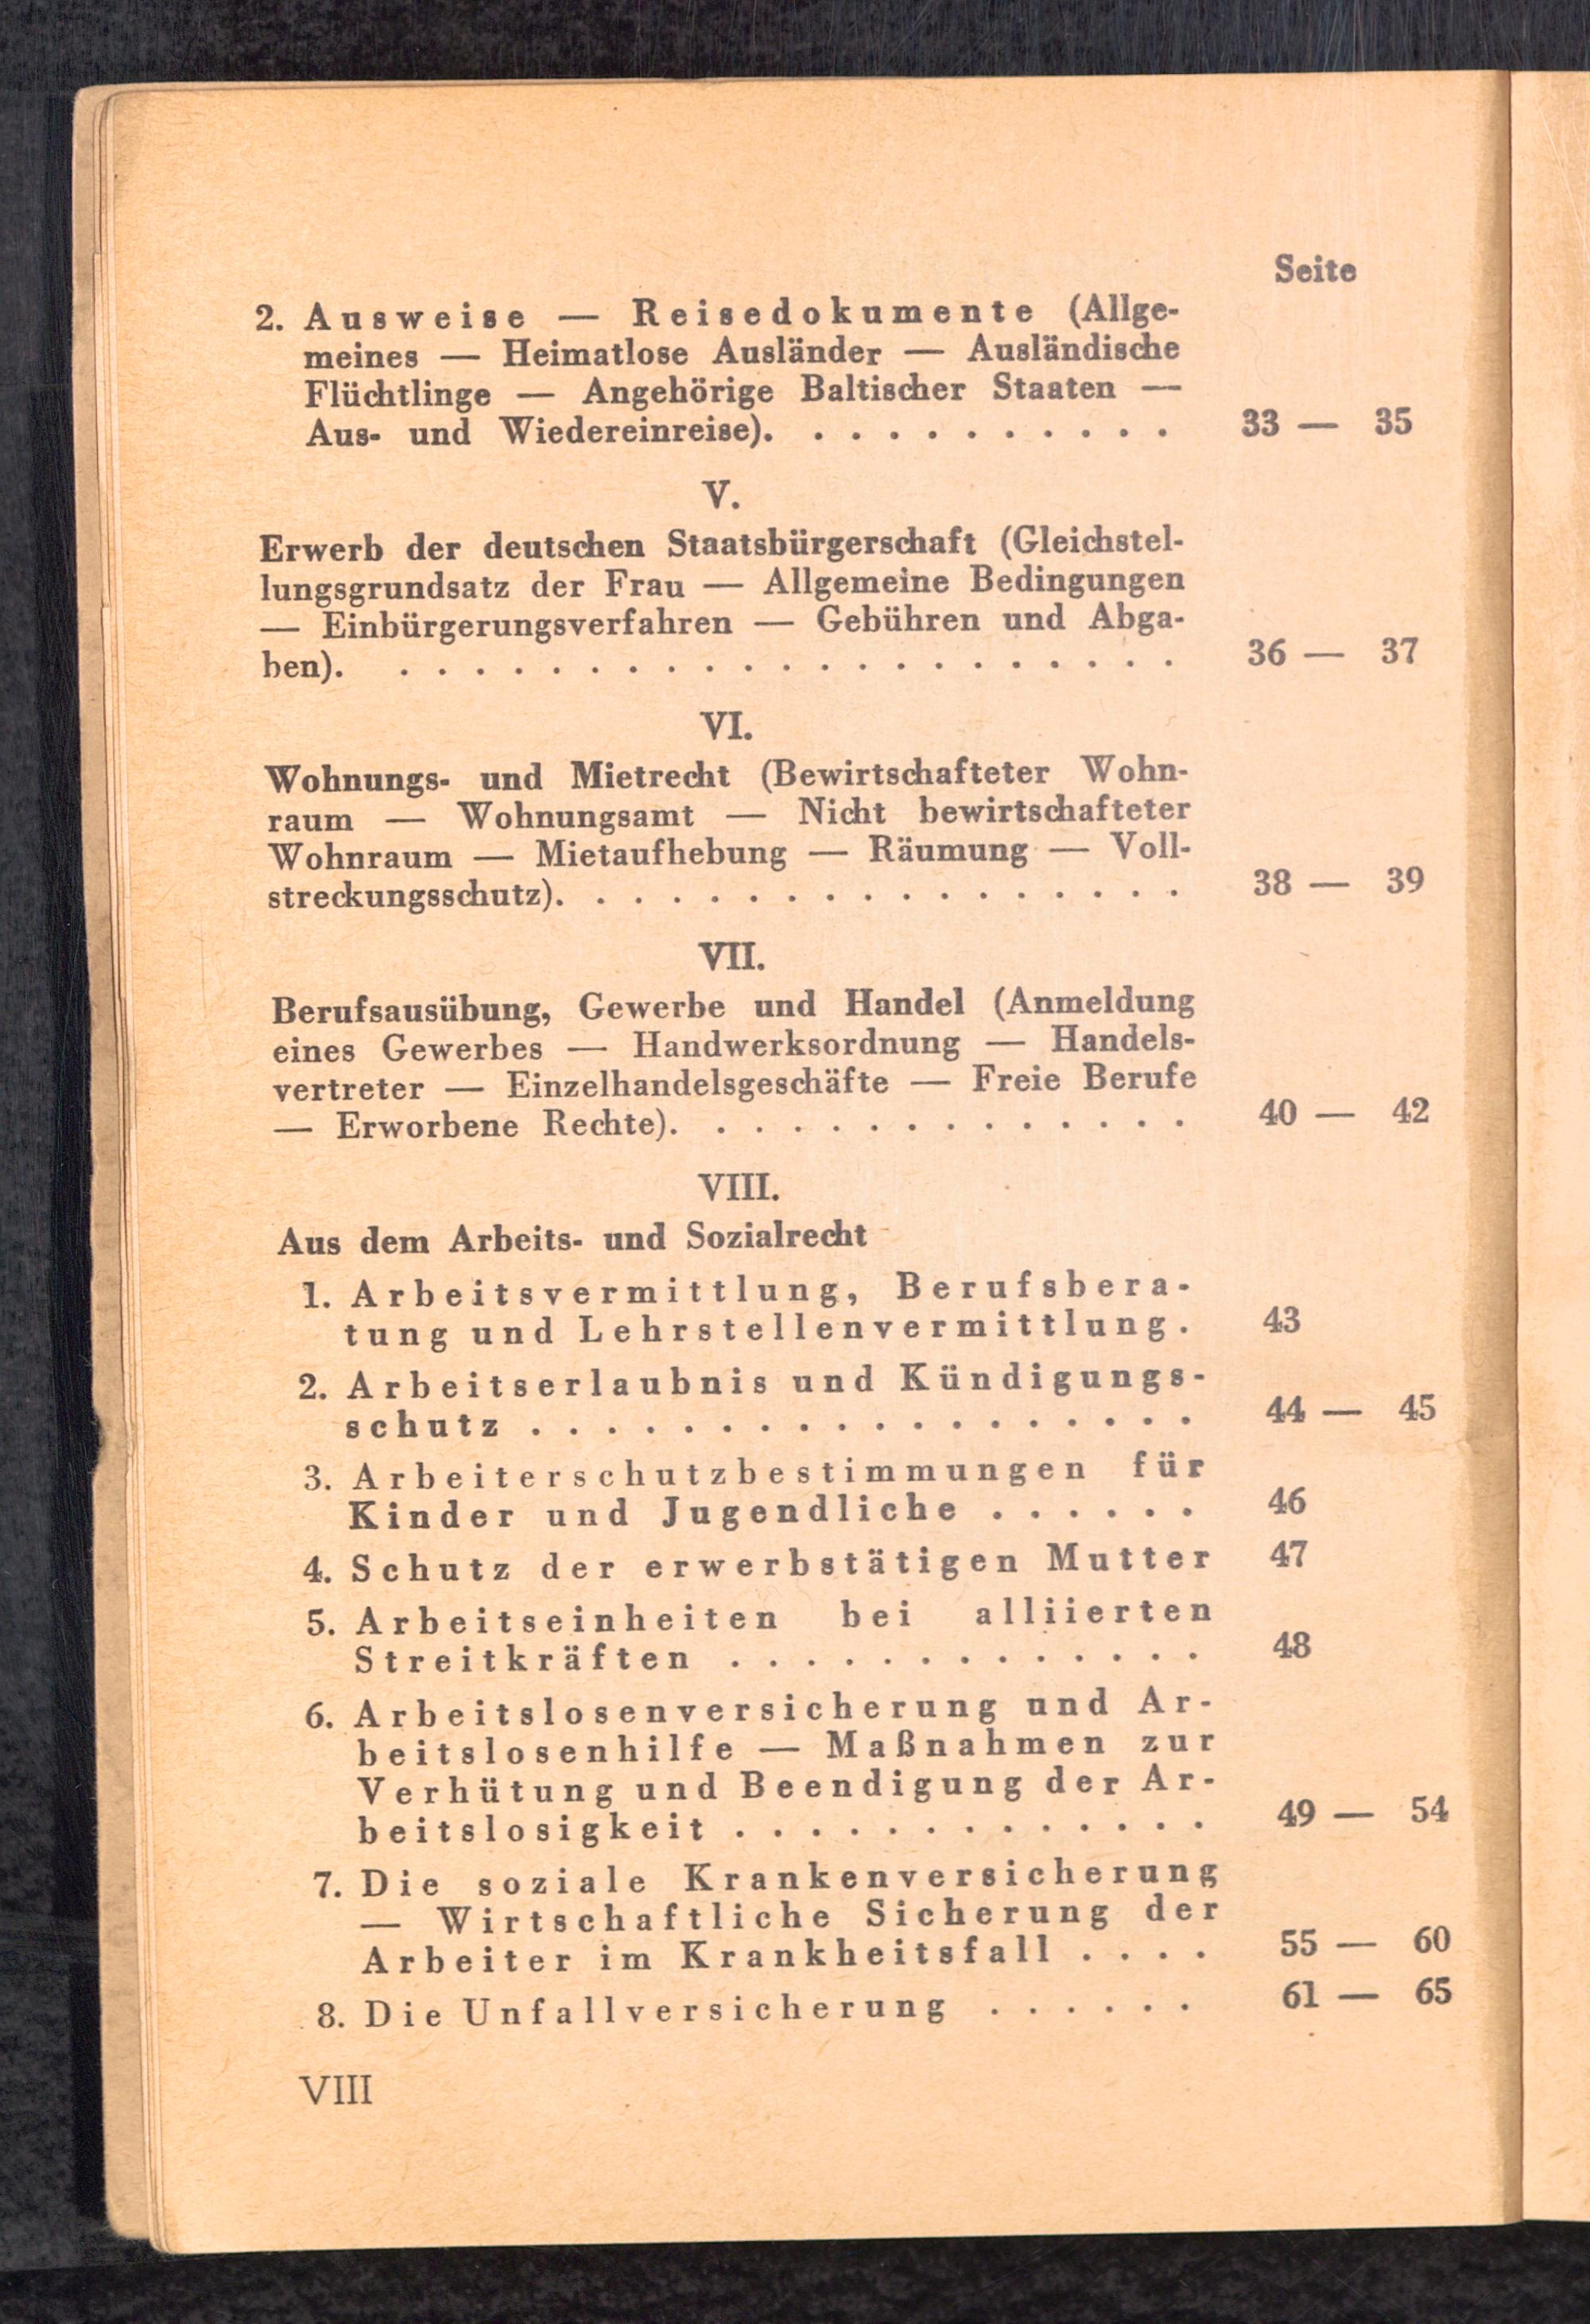 Seite
2. Ausweise — Reisedokumente (Allge-
meines — Heimatlose Ausländer — Ausländische
Flüchtlinge — Angehörige Baltischer Staaten —
Aus- und Wiedereinreise). . . . . . . . . . . 33 — 35
V.
Erwerb der deutschen Staatsbürgerschaft (Gleichstel-
lungsgrundsatz der Frau — Allgemeine Bedingungen
— Einbürgerungsverfahren — Gebühren und Abga-
ben). . . . . . . . . . . . . . . . . . . . . . 36 — 37
VI.
Wohnungs- und Mietrecht (Bewirtschafteter Wohn-
raum — Wohnungsamt — Nicht bewirtschafteter
Wohnraum — Mietaufhebung — Räumung — Voll-
streckungsschutz). . . . . . . . . . . . . . . . . 38 — 39
VII.
Berufsausübung, Gewerbe und Handel (Anmeldung
eines Gewerbes — Handwerksordnung — Handels-
vertreter — Einzelhandelsgeschäfte — Freie Berufe
— Erworbene Rechte). . . . . . . . . . . . . . 40 — 42
VIII.
Aus dem Arbeits- und Sozialrecht
1. Arbeitsvermittlung, Berufsbera-
tung und Lehrstellenvermittlung. 43
2. Arbeitserlaubnis und Kündigungs-
schutz . . . . . . . . . . . . . . . . . . 44 — 45
3. Arbeiterschutzbestimmungen für
Kinder und Jugendliche . . . . . . 46
4. Schutz der erwerbstätigen Mutter 47
5. Arbeitseinheiten bei alliierten
Streitkräften . . . . . . . . . . . . . 48
6. Arbeitslosenversicherung und Ar-
beitslosenhilfe — Maßnahmen zur
Verhütung und Beendigung der Ar-
beitslosigkeit . . . . . . . . . . . . . 49 — 54
7. Die soziale Krankenversicherung
— Wirtschaftliche Sicherung der
Arbeiter im Krankheitsfall . . . . 55 — 60
8. Die Unfallversicherung . . . . . . 61 — 65
VIII